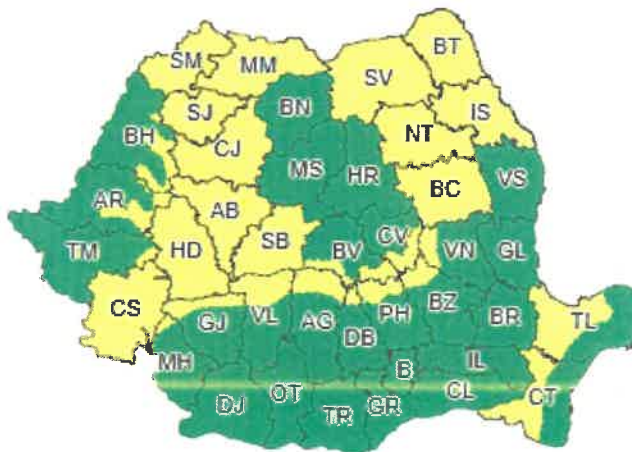 BT
SM
MM
SV
BN
SJ
IS
BH
NT
CJ
MS
HR
BC
VS
AR
AB
CV
TM
HD
SB
BV
VN
GL
CS
GJ
VL
AG
PH
BZ
BR
TL
DB
MH
B
IL
CL
CT
DJ
OT
TR
GR